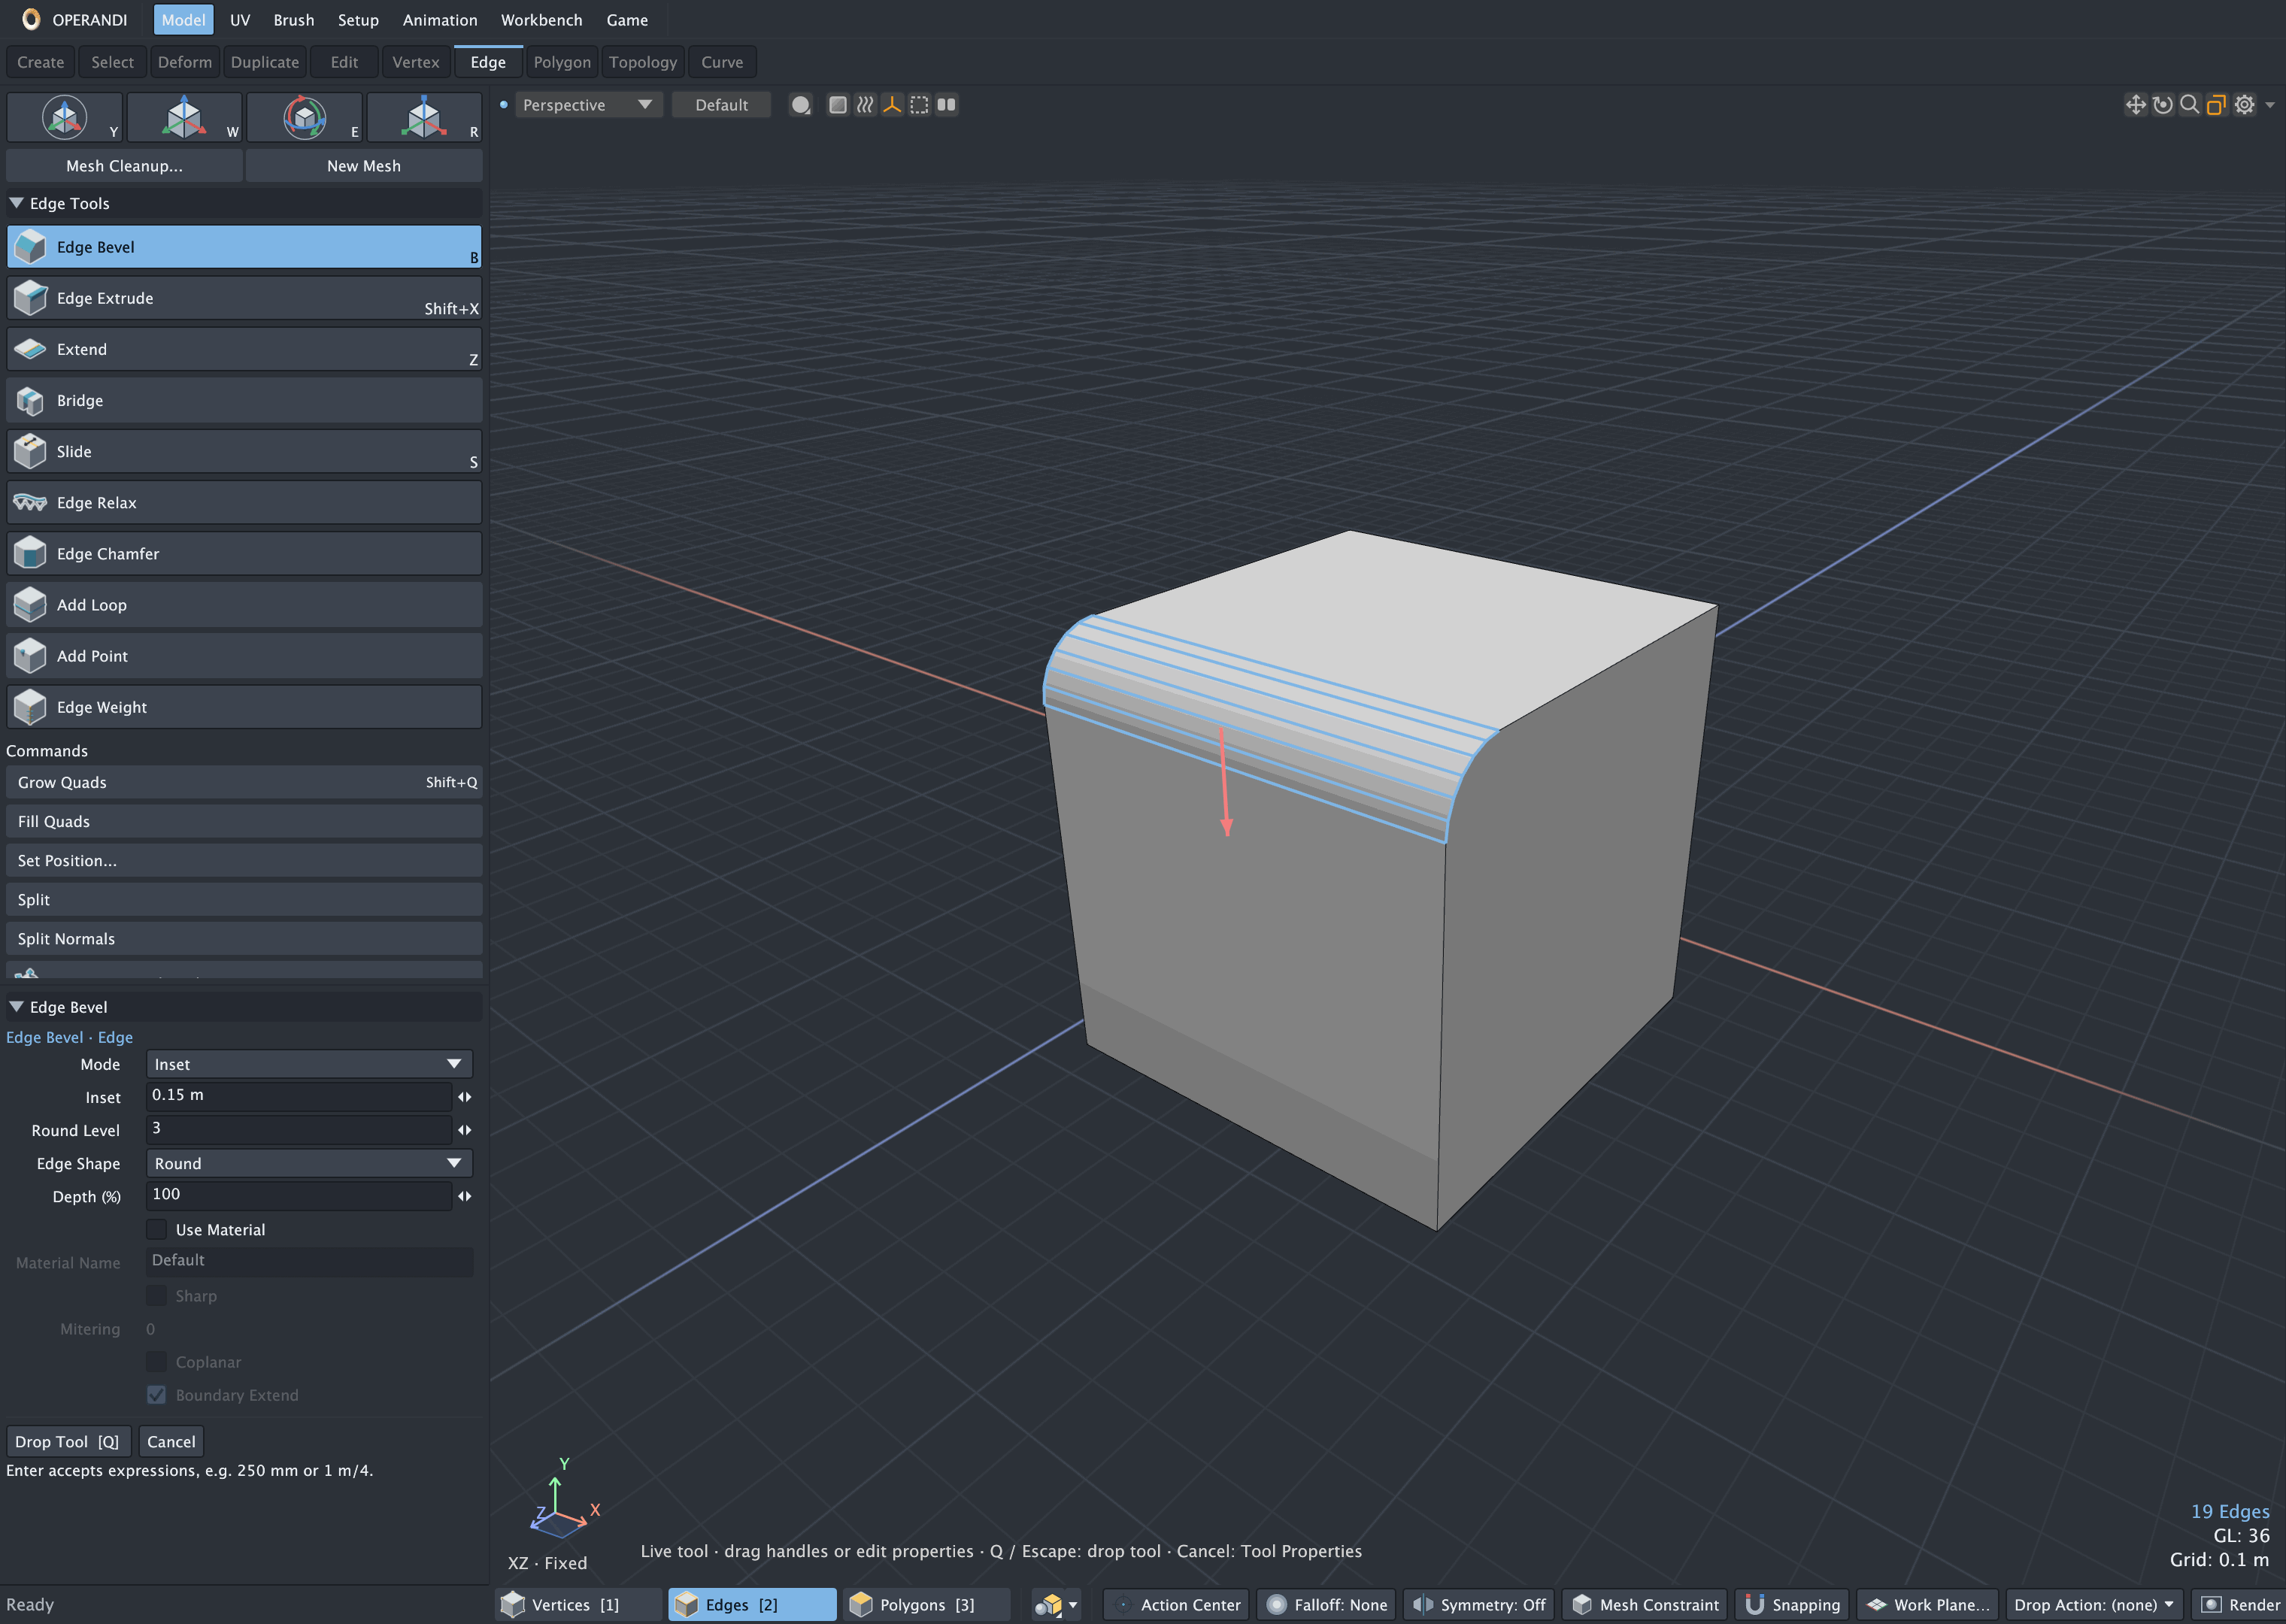 OPERANDI Model UV Brush Setup Animation Workbench Game
Create Select Deform Duplicate Edit Vertex Edge Polygon Topology Curve
Y W E R
Perspective Default
Mesh Cleanup... New Mesh
Edge Tools
Edge Bevel B
Edge Extrude Shift+X
Extend Z
Bridge
Slide S
Edge Relax
Edge Chamfer
Add Loop
Add Point
Edge Weight
Commands
Grow Quads Shift+Q
Fill Quads
Set Position...
Split
Split Normals
Edge Bevel
Edge Bevel · Edge
Mode Inset
Inset 0.15 m
Round Level 3
Edge Shape Round
Depth (%) 100
Use Material
Material Name Default
Sharp
Mitering 0
Coplanar
Boundary Extend
Drop Tool [Q] Cancel
Enter accepts expressions, e.g. 250 mm or 1 m/4.
Y
Z X
XZ · Fixed
Live tool · drag handles or edit properties · Q / Escape: drop tool · Cancel: Tool Properties
19 Edges
GL: 36
Grid: 0.1 m
Ready Vertices [1] Edges [2] Polygons [3] Action Center Falloff: None Symmetry: Off Mesh Constraint Snapping Work Plane... Drop Action: (none) Render